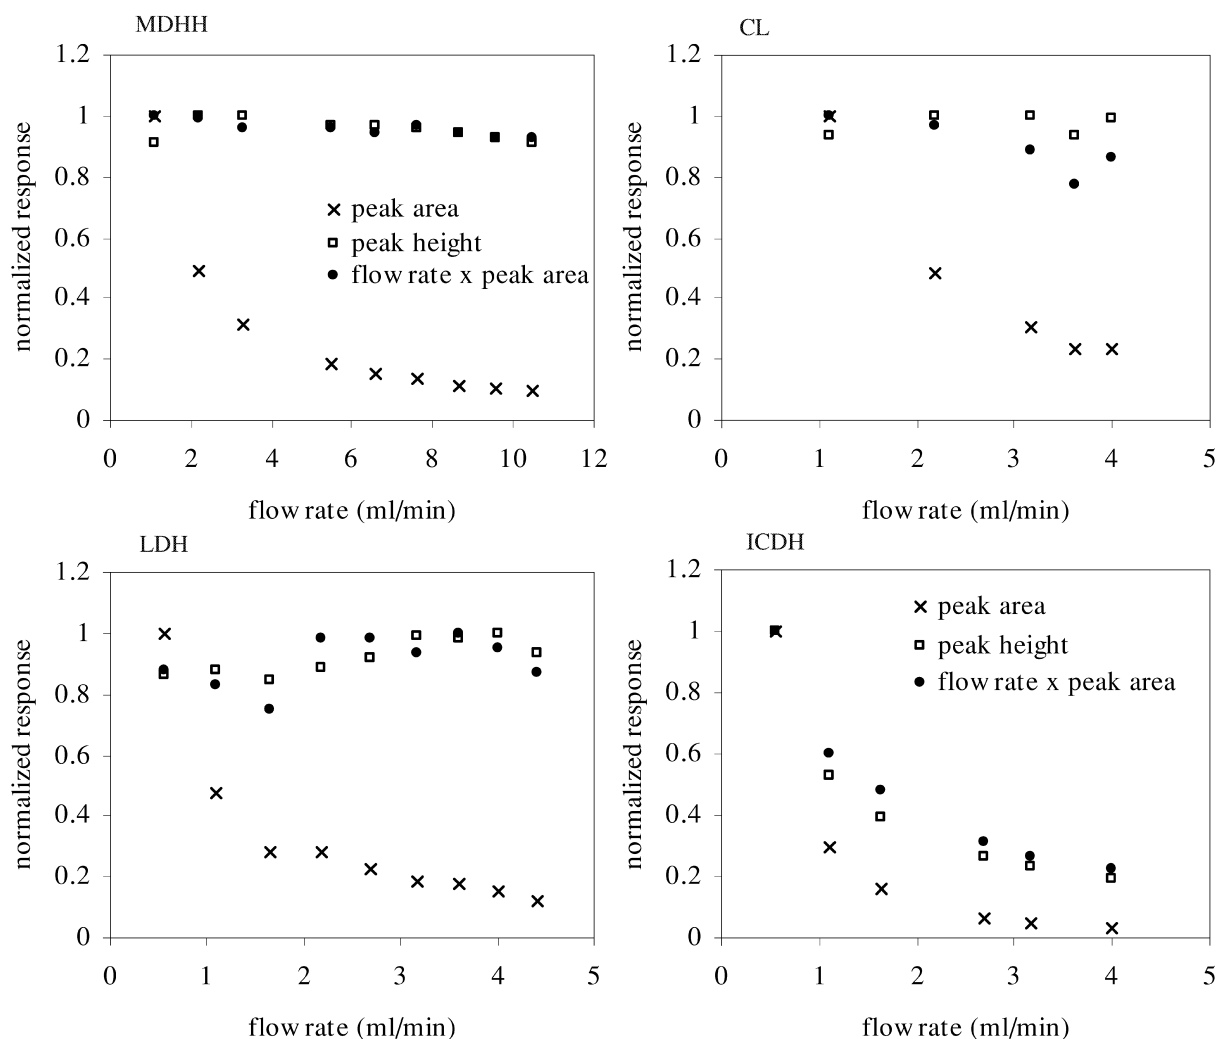 MDHH
normalized response
1.2
1
0.8
0.6
0.4
0.2
0
peak area
peak height
flow rate x peak area
0 2 4 6 8 10 12
flow rate (ml/min)
CL
normalized response
1.2
1
0.8
0.6
0.4
0.2
0
0 1 2 3 4 5
flow rate (ml/min)
LDH
normalized response
1.2
1
0.8
0.6
0.4
0.2
0
0 1 2 3 4 5
flow rate (ml/min)
ICDH
normalized response
1.2
1
0.8
0.6
0.4
0.2
0
peak area
peak height
flow rate x peak area
0 1 2 3 4 5
flow rate (ml/min)